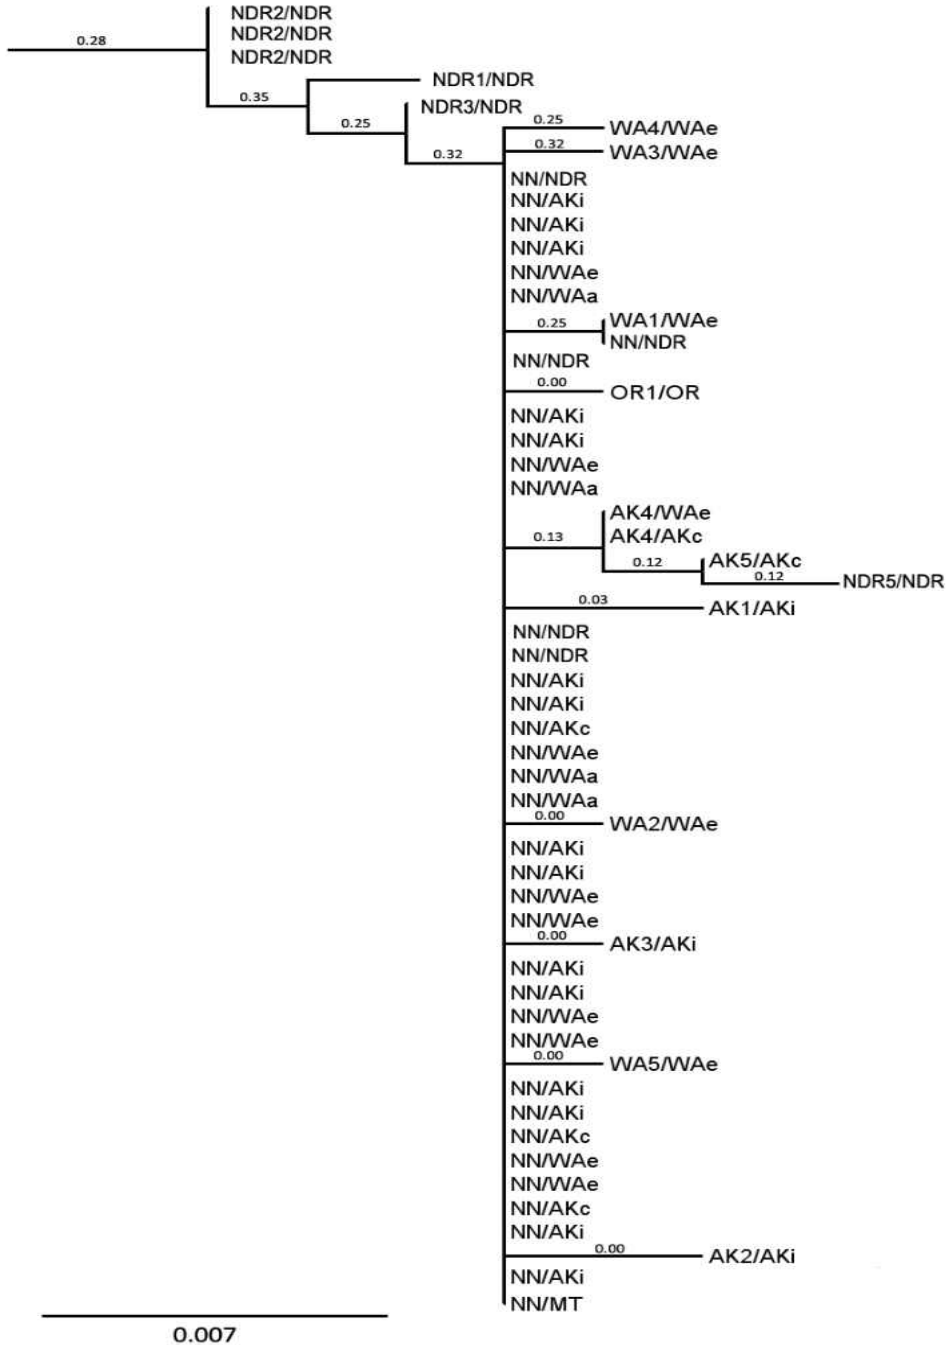 NDR2/NDR
0.28
NDR2/NDR
NDR2/NDR
NDR1/NDR
0.35
NDR3/NDR
0.25
0.25
WA4/WAe
0.32
WA3/WAe
0.32
NN/NDR
NN/AKi
NN/AKi
NN/AKi
NN/WAe
NN/WAa
0.25
WA1/WAe
NN/NDR
NN/NDR
0.00
OR1/OR
NN/AKi
NN/AKi
NN/WAe
NN/WAa
AK4/WAe
0.13
AK4/AKc
0.12
AK5/AKc
0.12
NDR5/NDR
0.03
AK1/AKi
NN/NDR
NN/NDR
NN/AKi
NN/AKi
NN/AKc
NN/WAe
NN/WAa
NN/WAa
0.00
WA2/WAe
NN/AKi
NN/AKi
NN/WAe
NN/WAe
0.00
AK3/AKi
NN/AKi
NN/AKi
NN/WAe
NN/WAe
0.00
WA5/WAe
NN/AKi
NN/AKi
NN/AKc
NN/WAe
NN/WAe
NN/AKc
NN/AKi
0.00
AK2/AKi
NN/AKi
NN/MT
0.007